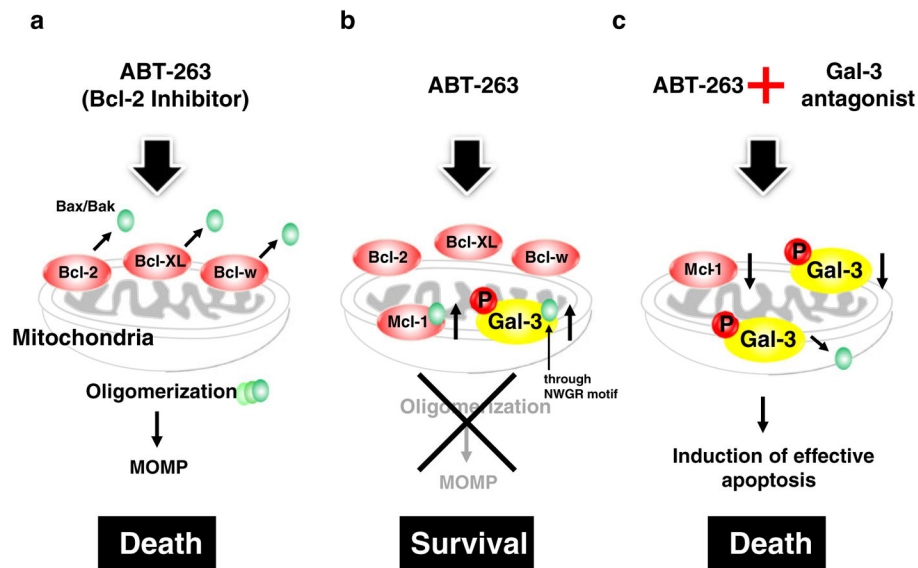 a
ABT-263
(Bcl-2 Inhibitor)
Bax/Bak
Bcl-2
Bcl-XL
Bcl-w
Mitochondria
Oligomerization
MOMP
Death
b
ABT-263
Bcl-2
Bcl-XL
Bcl-w
Mcl-1
P
Gal-3
through
NWGR motif
Oligomerization
MOMP
Survival
c
ABT-263
Gal-3
antagonist
Mcl-1
P
Gal-3
P
Gal-3
Induction of effective
apoptosis
Death